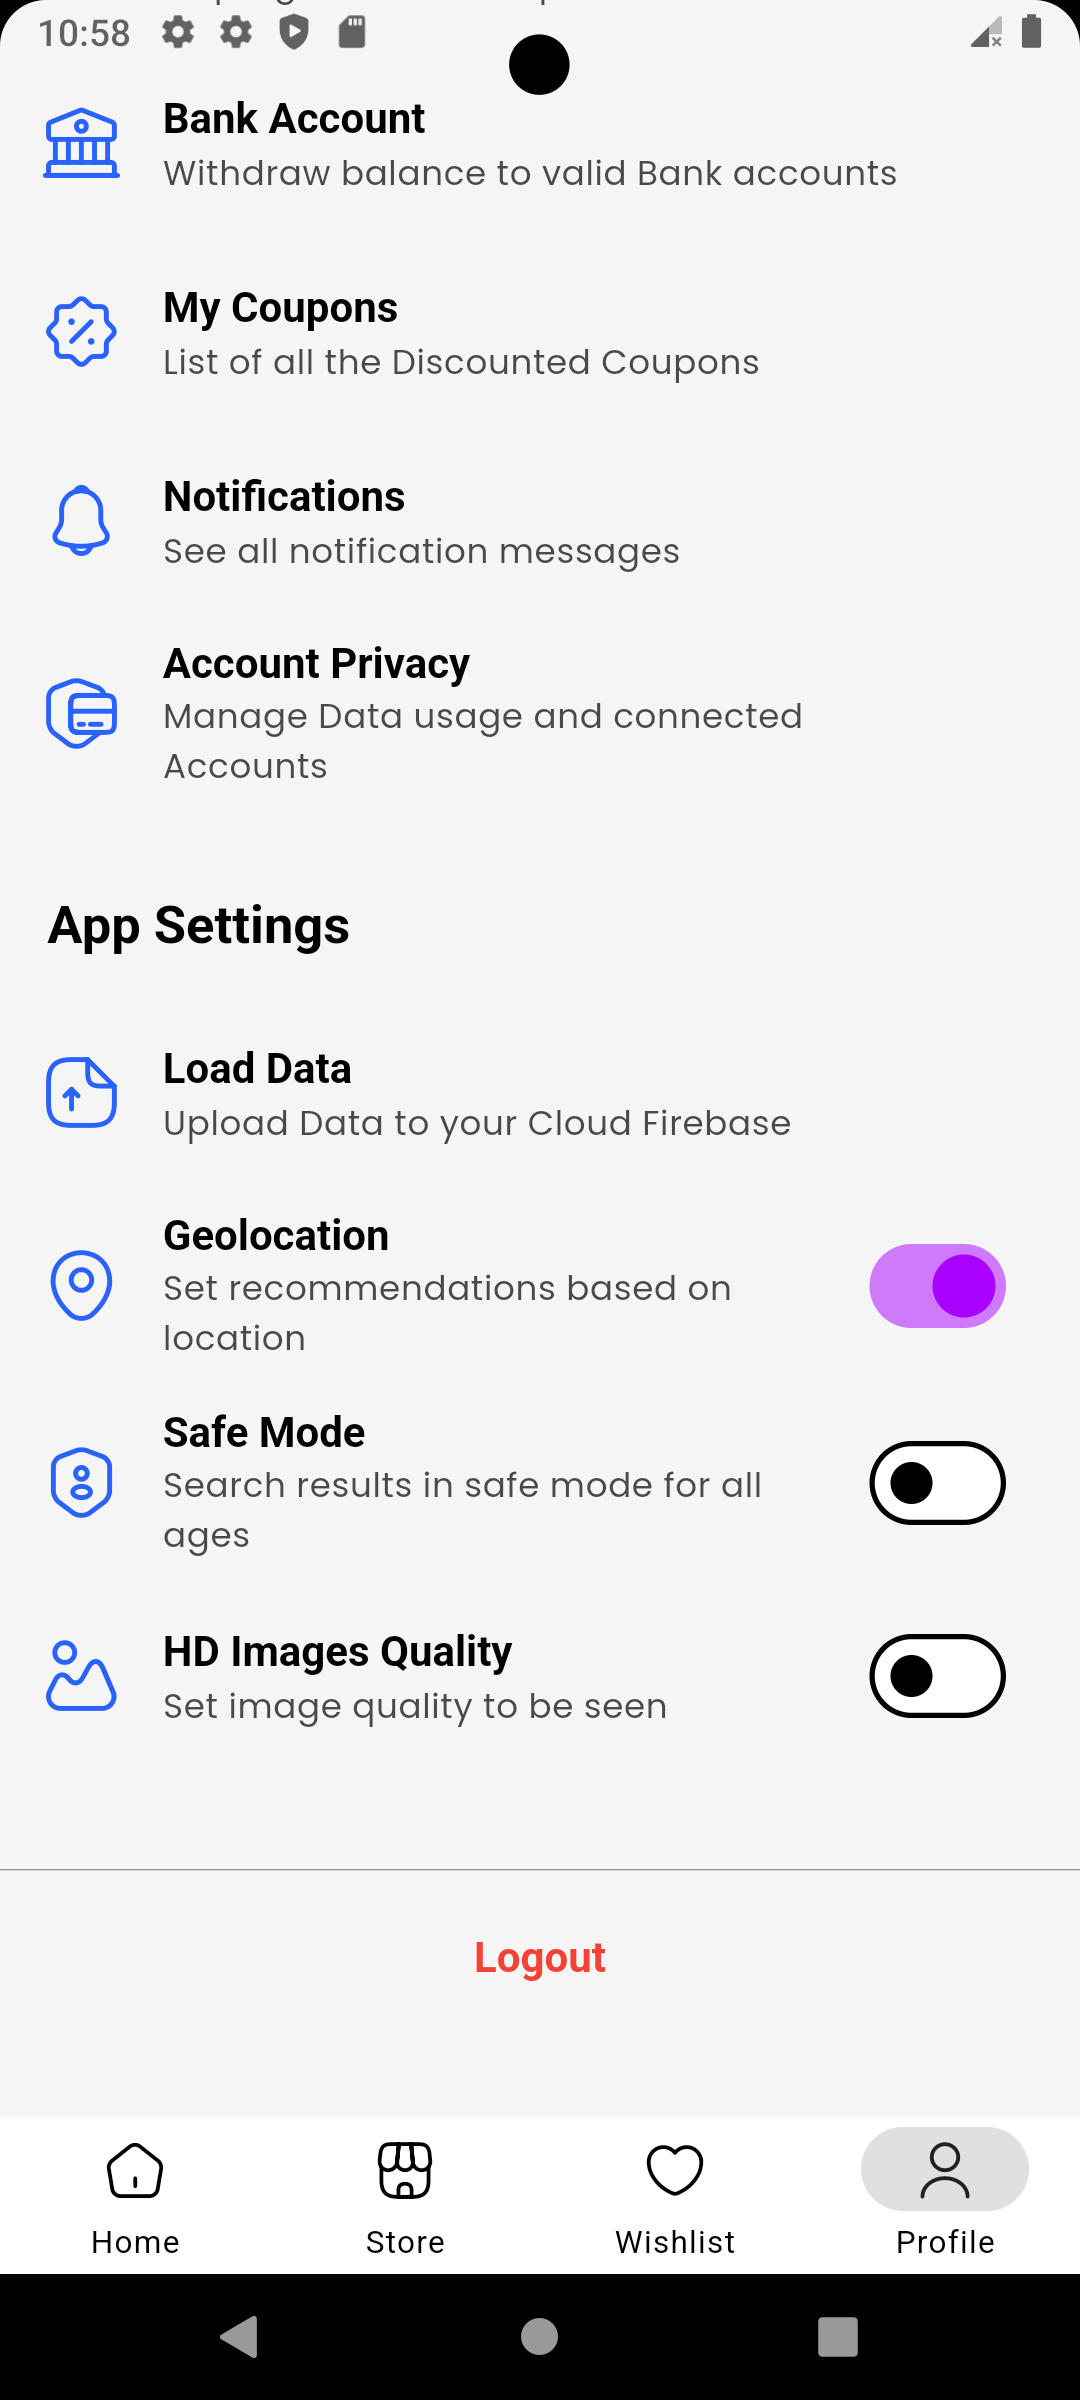 10:58
Bank Account
Withdraw balance to valid Bank accounts
My Coupons
List of all the Discounted Coupons
Notifications
See all notification messages
Account Privacy
Manage Data usage and connected
Accounts
App Settings
Load Data
Upload Data to your Cloud Firebase
Geolocation
Set recommendations based on
location
Safe Mode
Search results in safe mode for all
ages
HD Images Quality
Set image quality to be seen
Logout
Home
Store
Wishlist
Profile